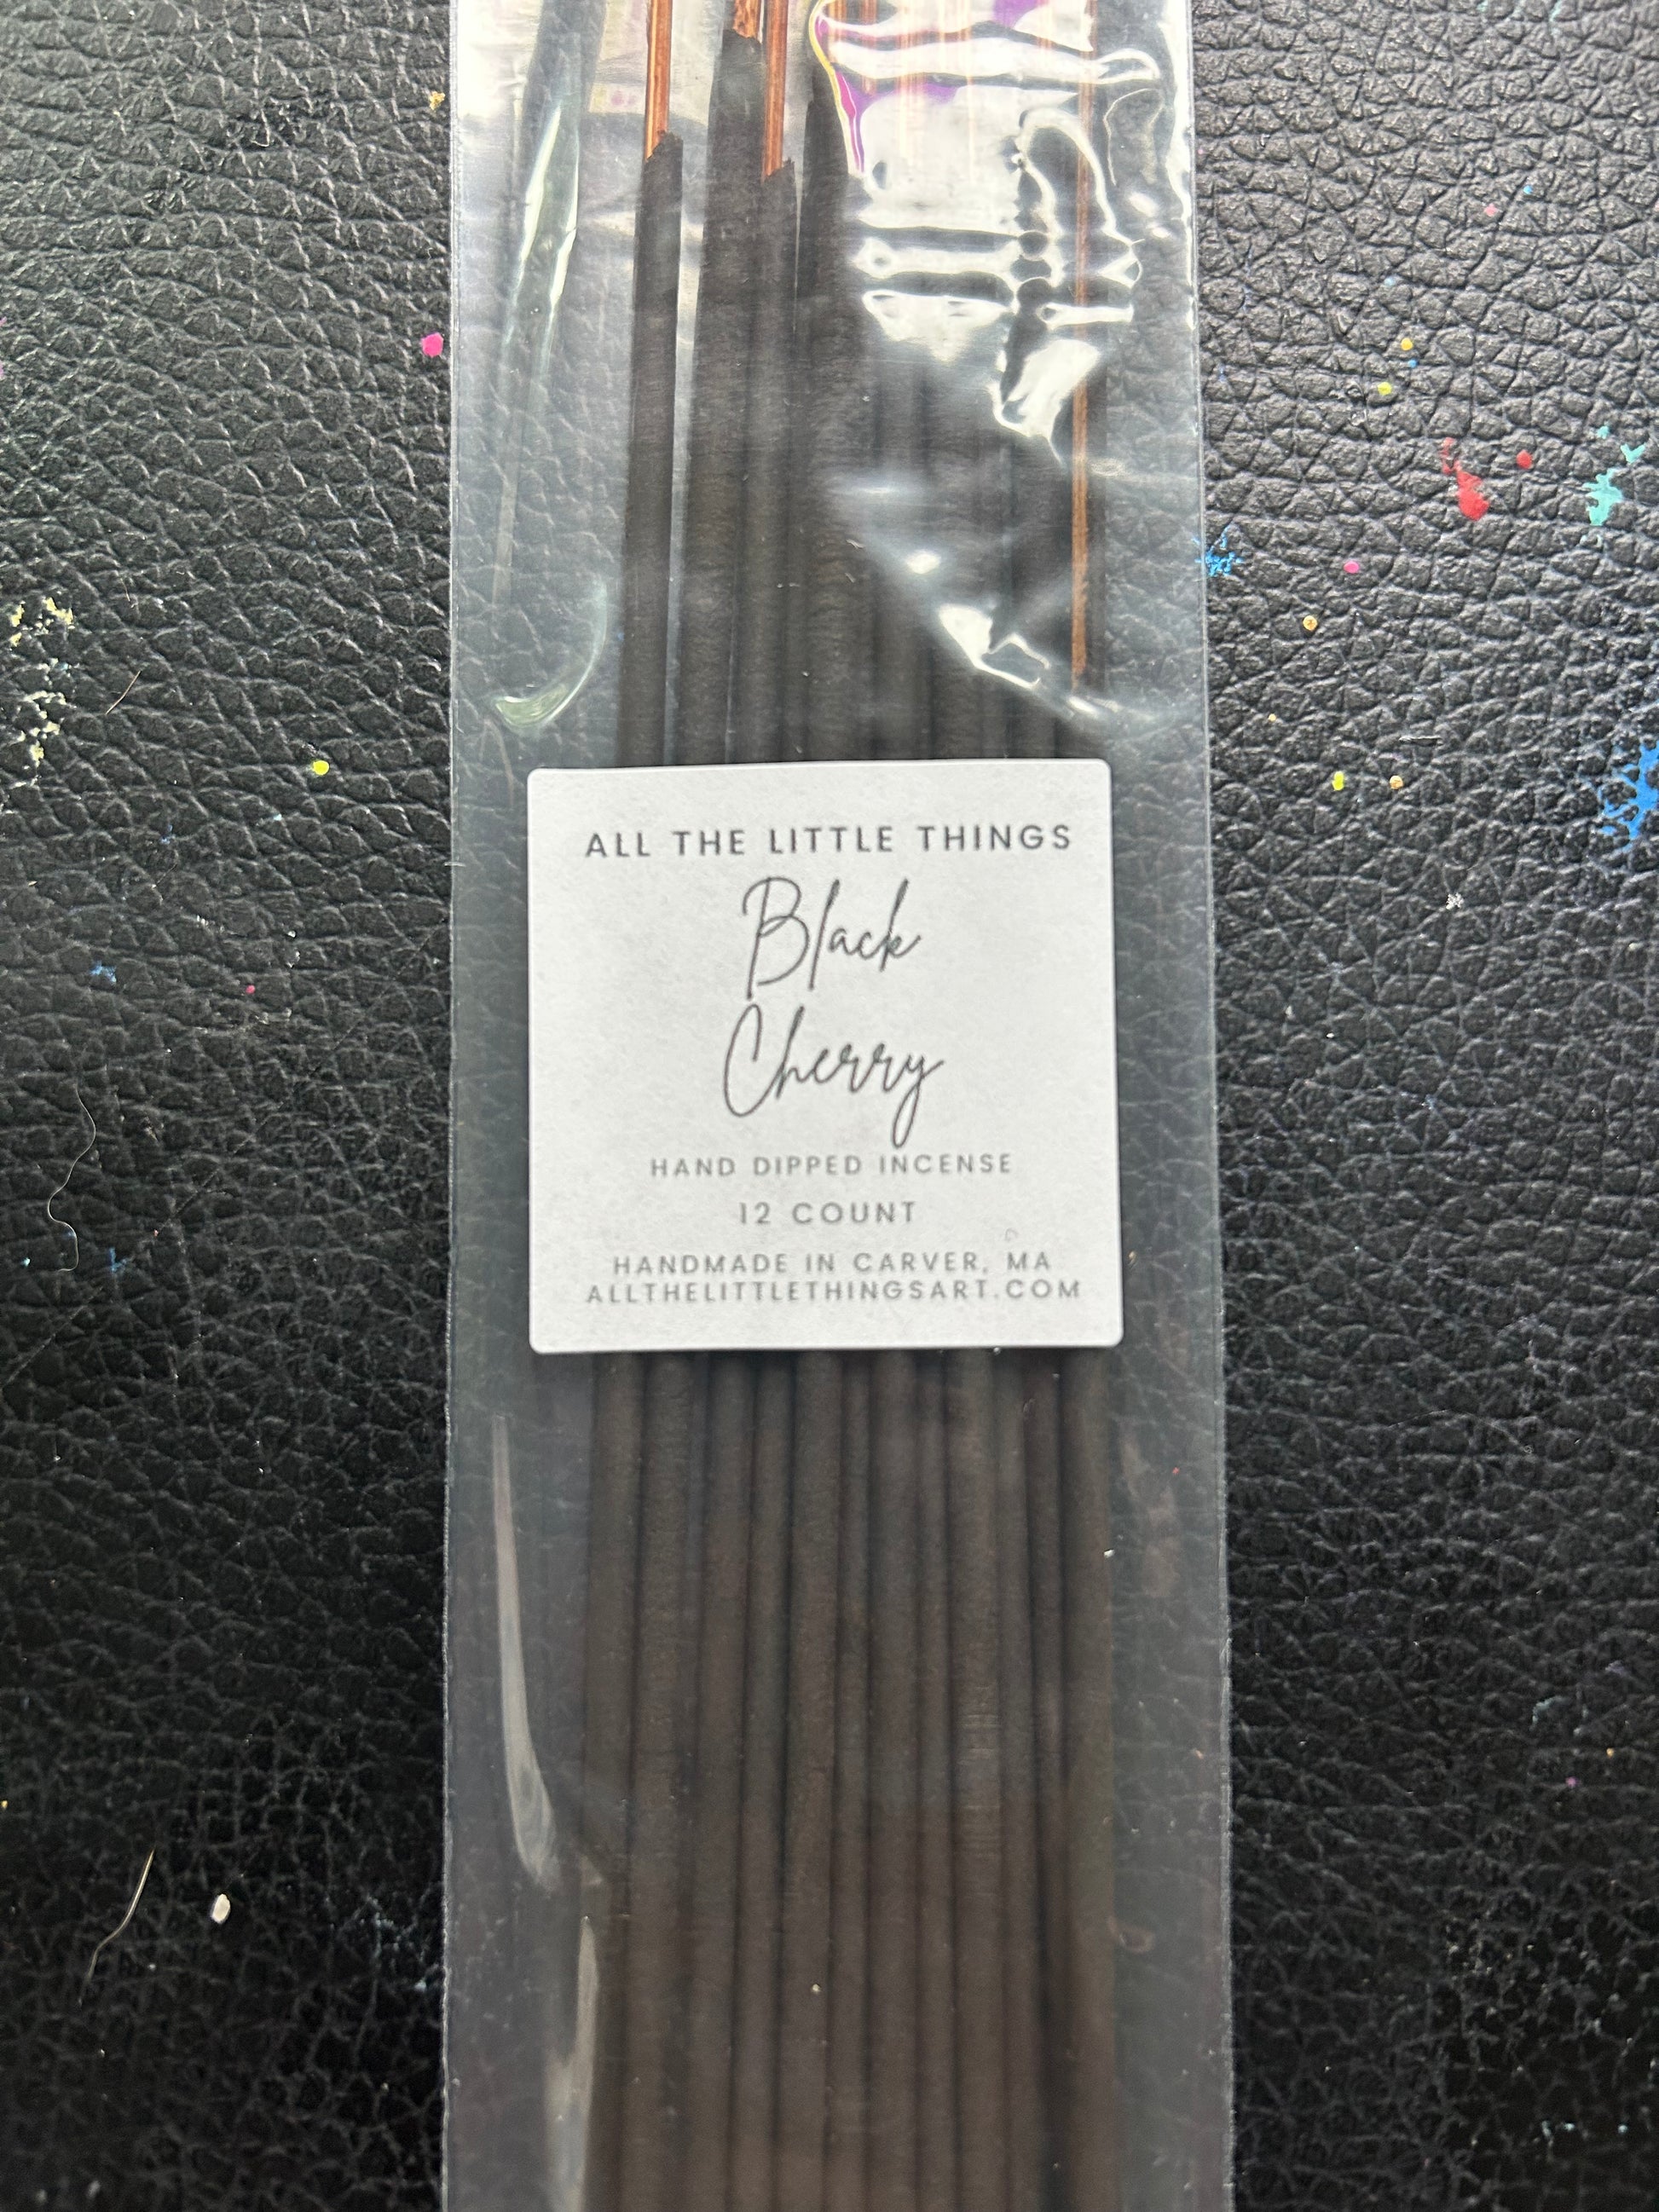 ALL THE LITTLE THINGS
Black
Cherry
HAND DIPPED INCENSE
12 COUNT
HANDMADE IN CARVER, MA
ALLTHELITTLETHINGSART.COM